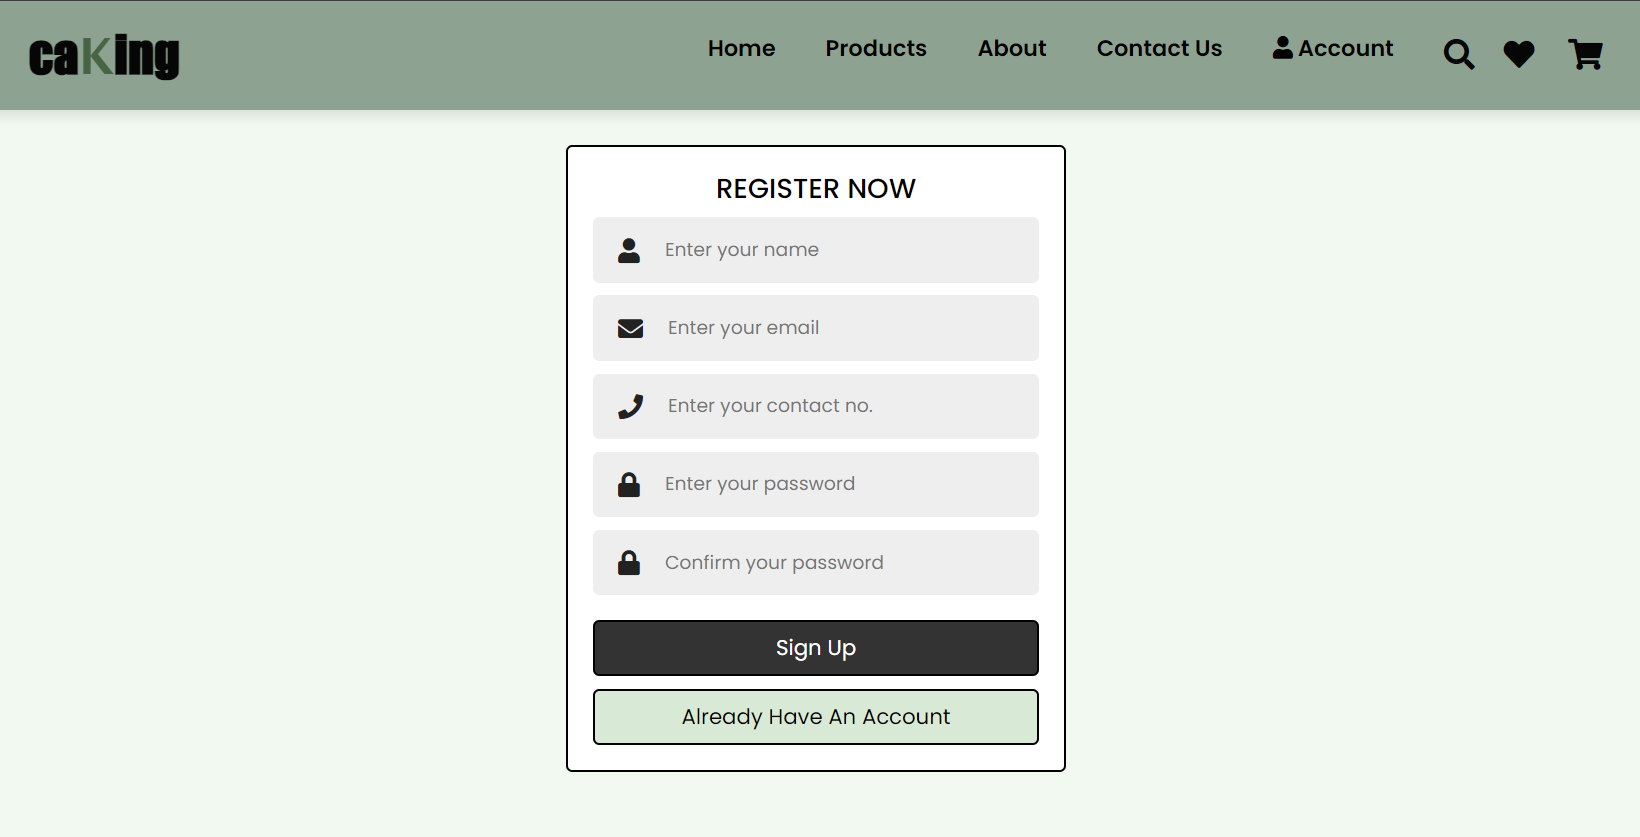 caKing
Home Products About Contact Us Account
REGISTER NOW
Enter your name
Enter your email
Enter your contact no.
Enter your password
Confirm your password
Sign Up
Already Have An Account